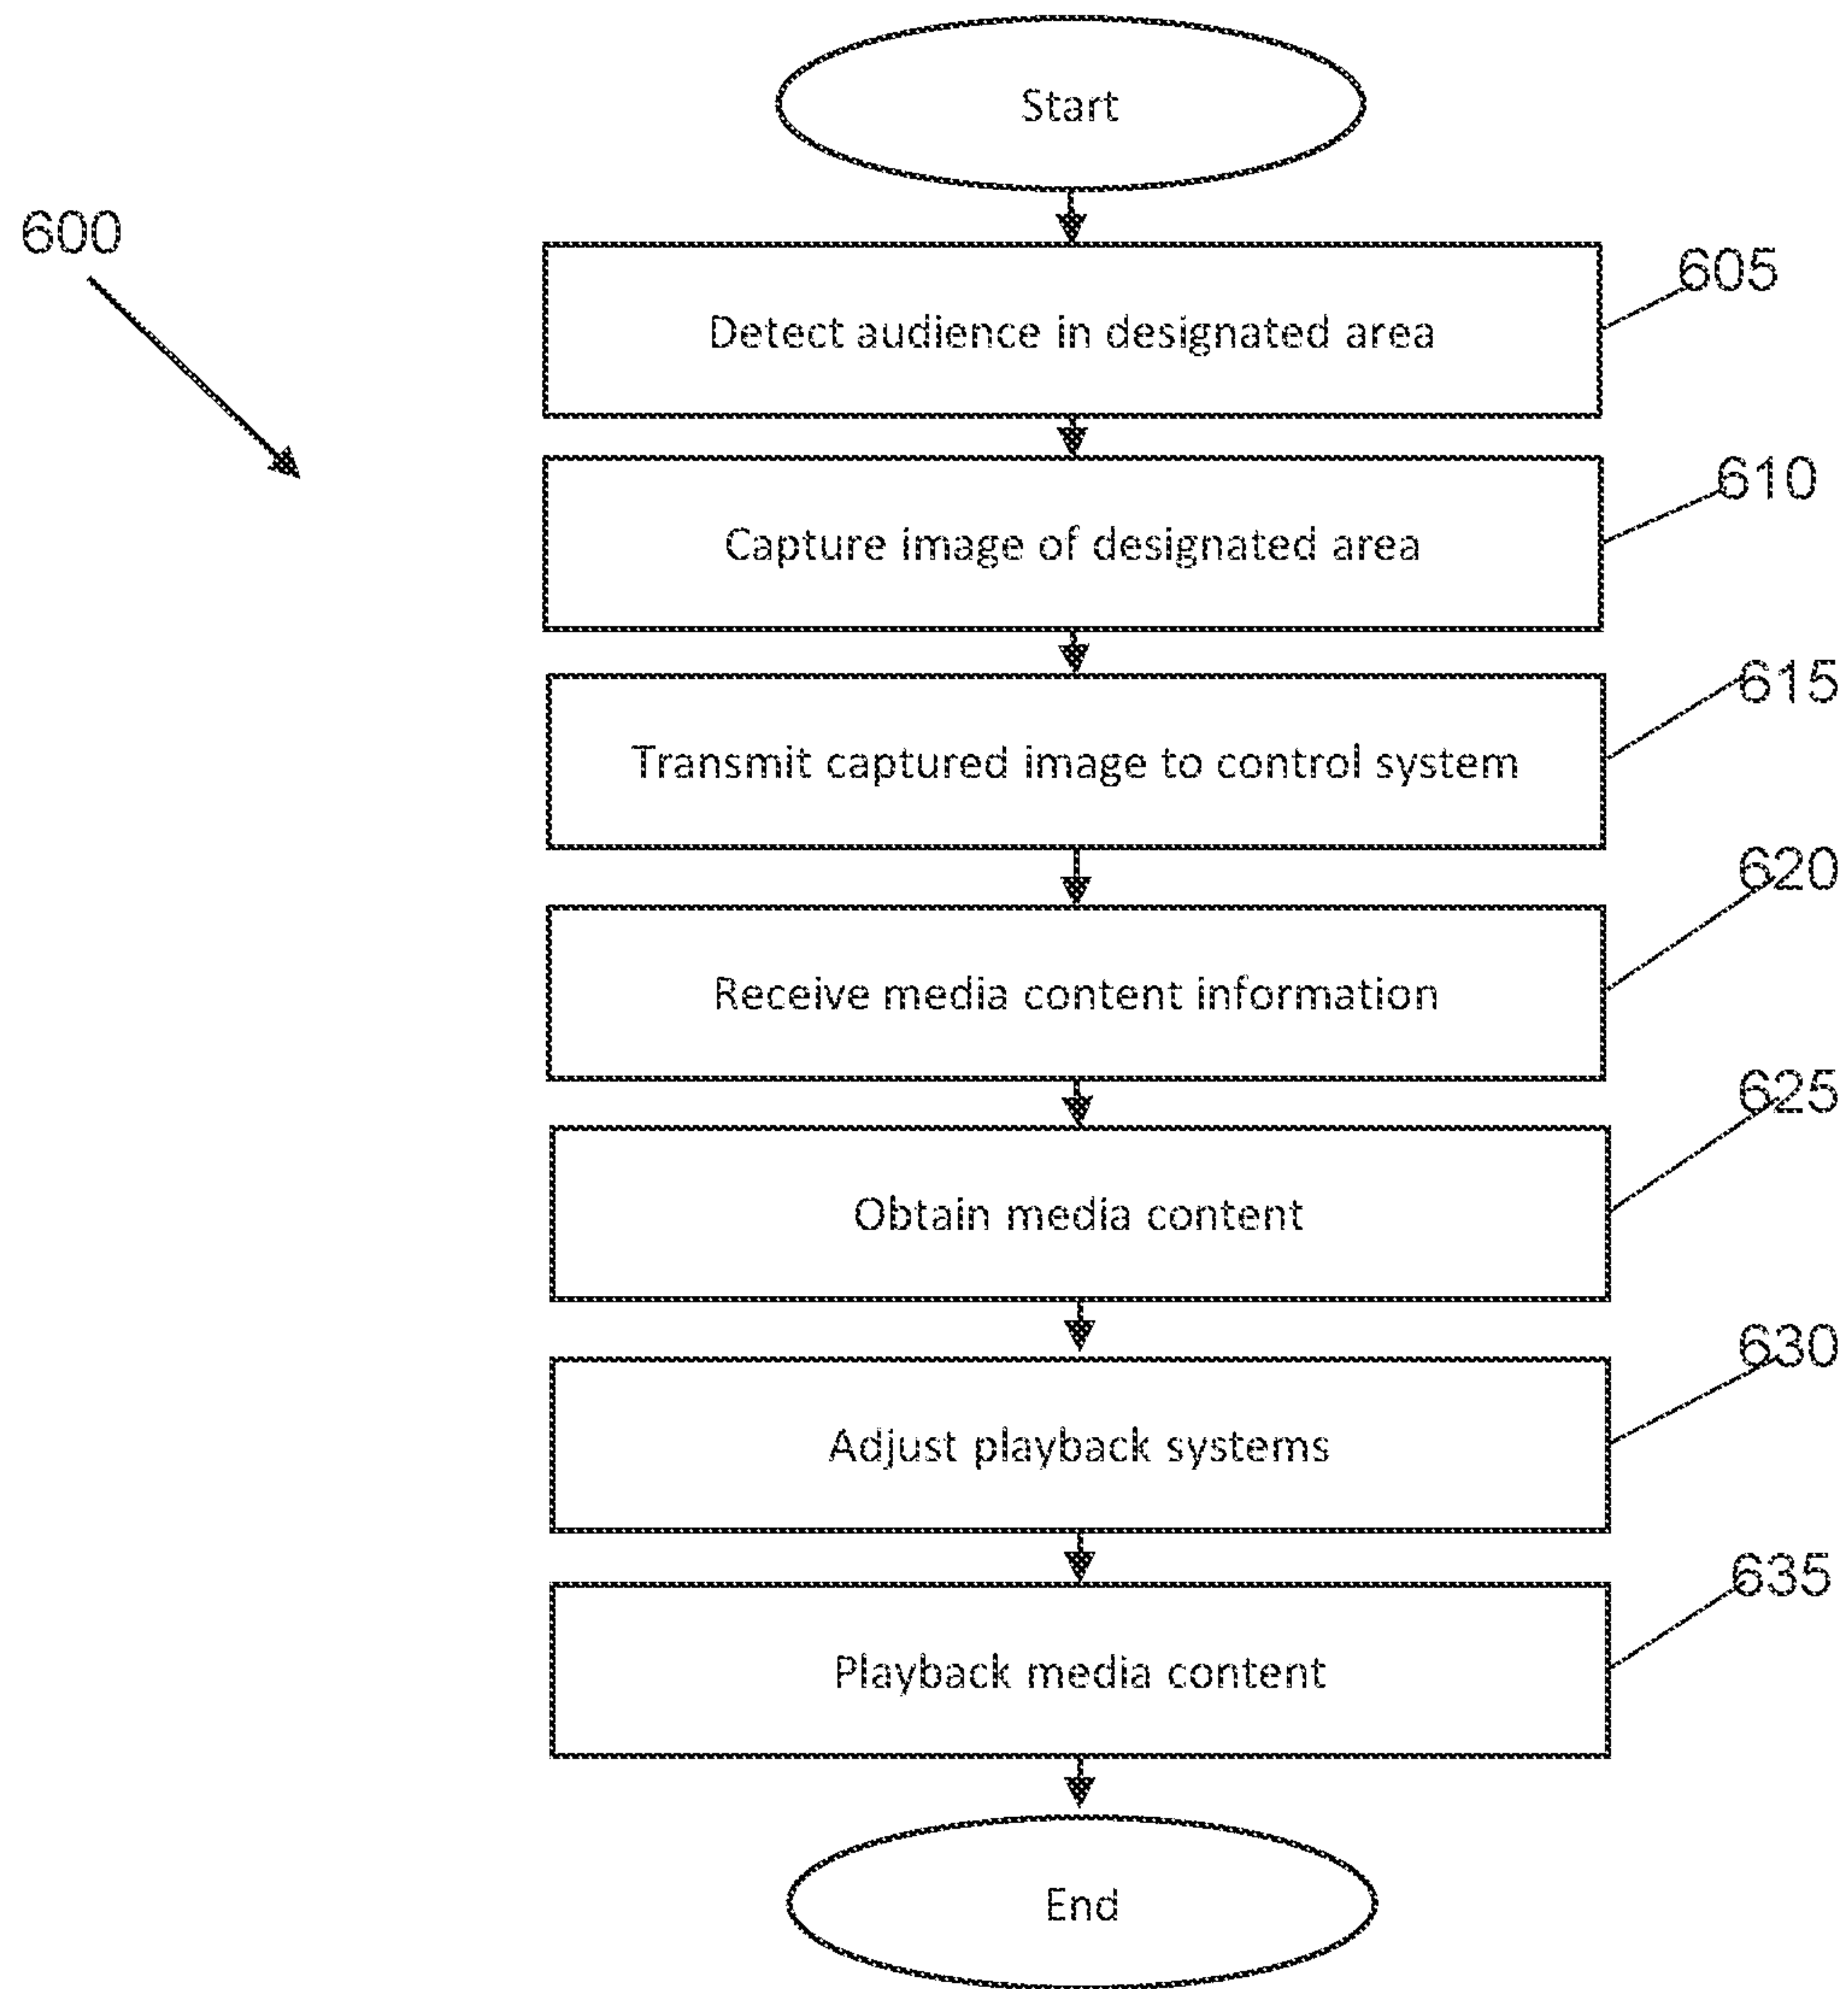 Start
600
605
Detect audience in designated area
610
Capture image of designated area
615
Transmit captured image to control system
620
Receive media content information
625
Obtain media content
630
Adjust playback systems
635
Playback media content
End